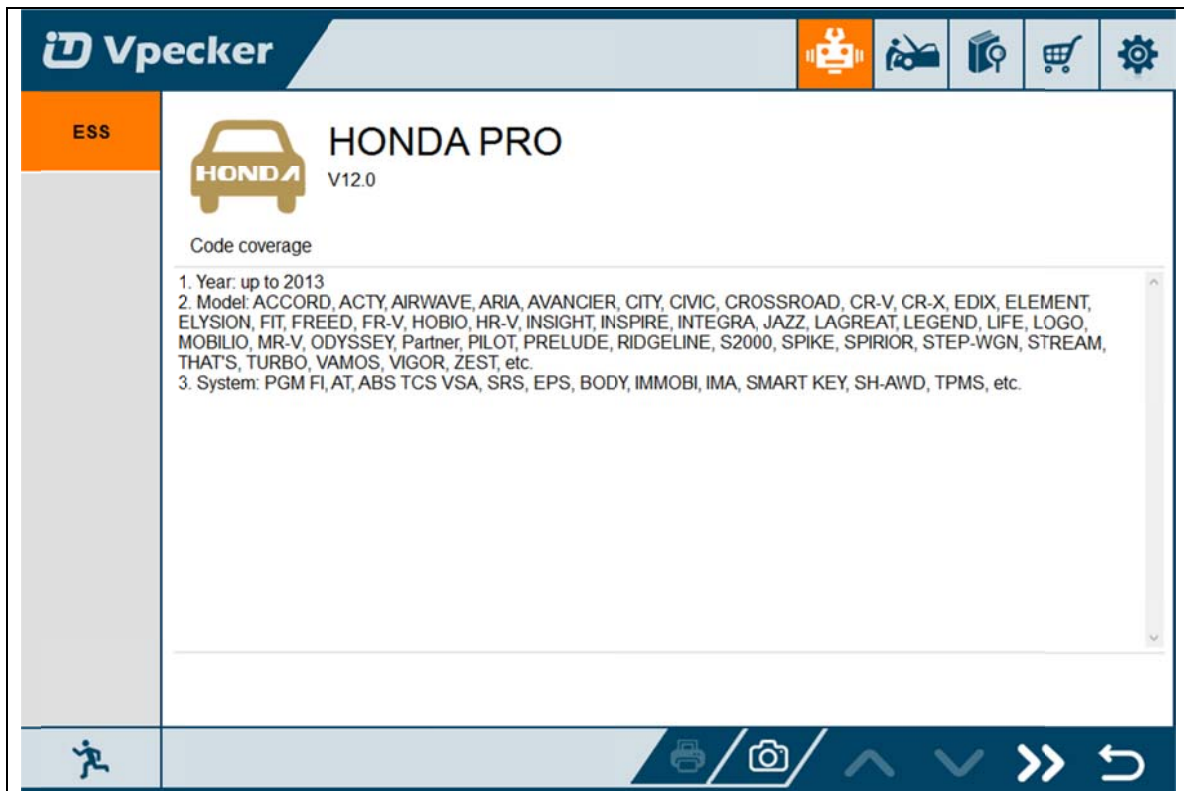 Vpecker
ESS
HONDA
HONDA PRO
V12.0
Code coverage
1. Year: up to 2013
2. Model: ACCORD, ACTY, AIRWAVE, ARIA, AVANCIER, CITY, CIVIC, CROSSROAD, CR-V, CR-X, EDIX, ELEMENT,
ELYSION, FIT, FREED, FR-V, HOBIO, HR-V, INSIGHT, INSPIRE, INTEGRA, JAZZ, LAGREAT, LEGEND, LIFE, LOGO,
MOBILIO, MR-V, ODYSSEY, Partner, PILOT, PRELUDE, RIDGELINE, S2000, SPIKE, SPIRIOR, STEP-WGN, STREAM,
THAT'S, TURBO, VAMOS, VIGOR, ZEST, etc.
3. System: PGM FI, AT, ABS TCS VSA, SRS, EPS, BODY, IMMOBI, IMA, SMART KEY, SH-AWD, TPMS, etc.